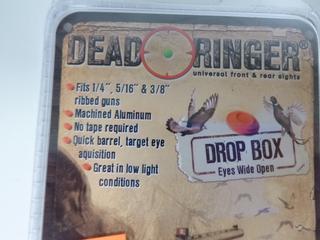 DEAD RINGER®
universal front & rear sights
Fits 1/4", 5/16" & 3/8"
ribbed guns
Machined Aluminum
No tape required
Quick barrel, target eye
aquisition
Great in low light
conditions
DROP BOX
Eyes Wide Open